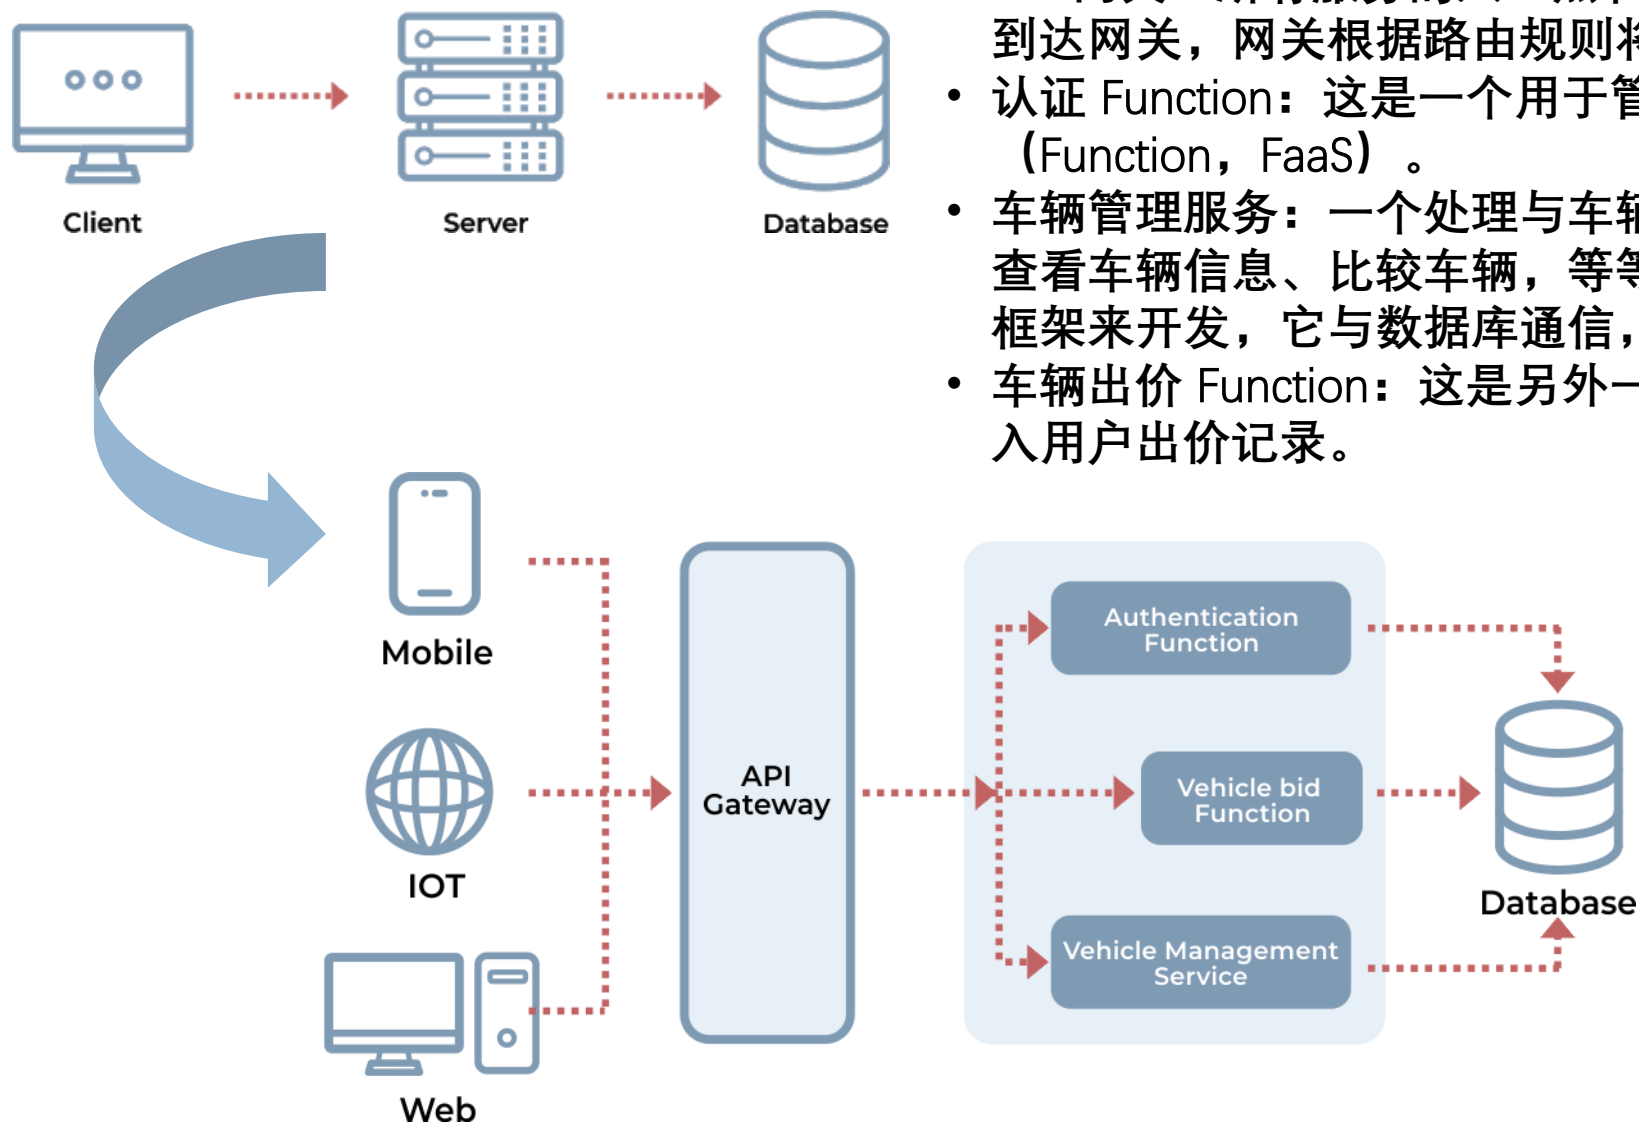 到达网关，网关根据路由规则将
• 认证 Function：这是一个用于管
（Function，FaaS）。
• 车辆管理服务：一个处理与车辆
查看车辆信息、比较车辆，等等
框架来开发，它与数据库通信，
• 车辆出价 Function：这是另外一
入用户出价记录。
Client
Server
Database
Mobile
IOT
Web
API
Gateway
Authentication
Function
Vehicle bid
Function
Vehicle Management
Service
Database